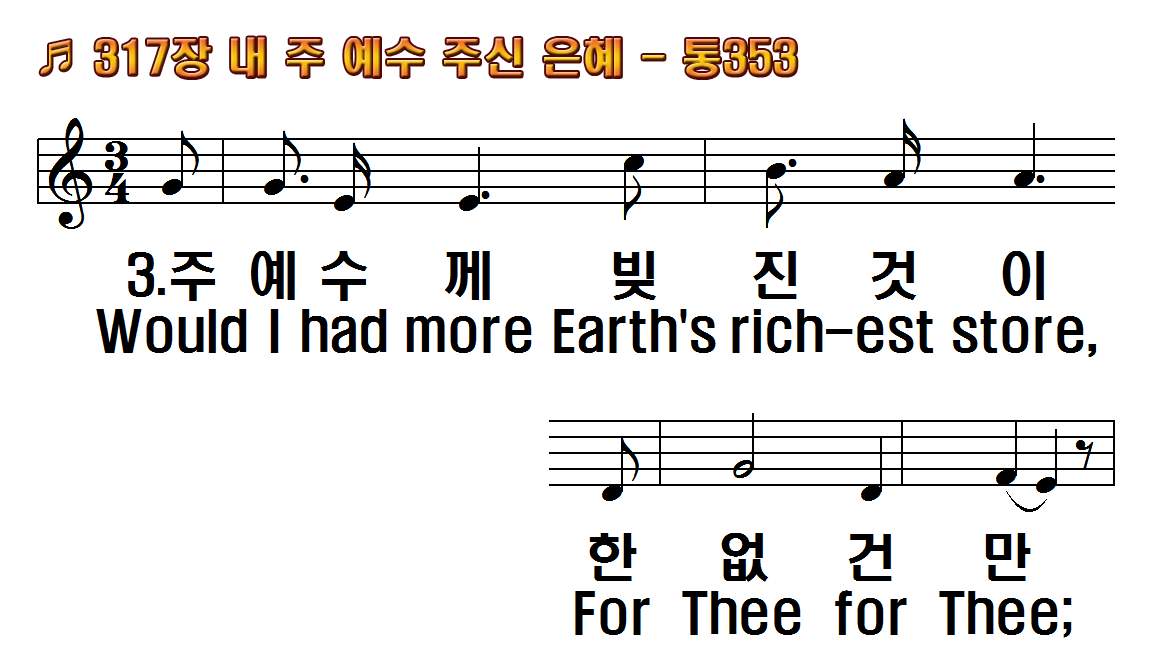 ♬ 317장 내 주 예수 주신 은혜 - 통353
3
4
3.주 예 수 께 빚 진 것 이
Would I had more Earth's rich-est store,
한 없 건 만
For Thee for Thee;